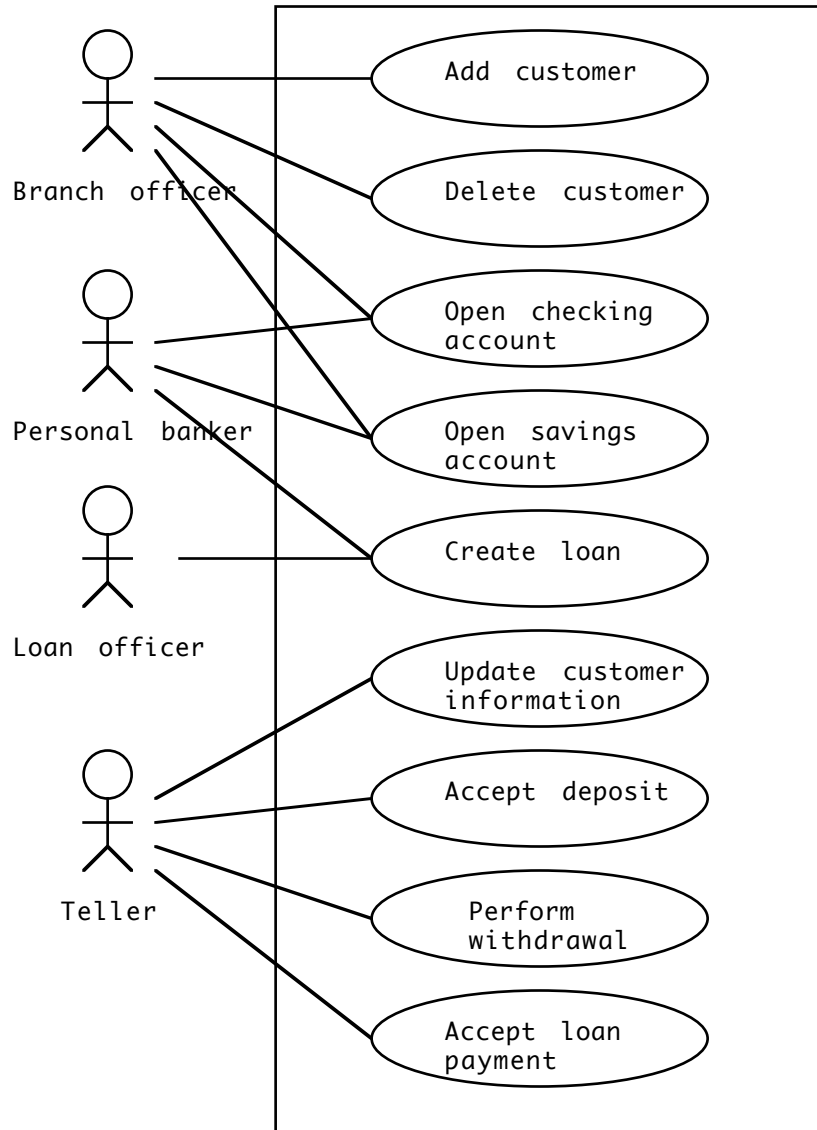 Add customer
Branch officer
Delete customer
Open checking
account
Personal banker
Open savings
account
Create loan
Loan officer
Update customer
information
Accept deposit
Teller
Perform
withdrawal
Accept loan
payment